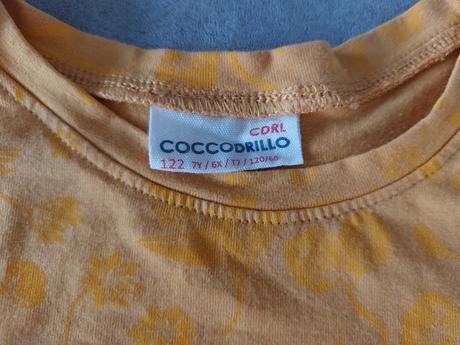 CDRL
COCCODRILLO
122 7Y / 6X / T7 / 120/60